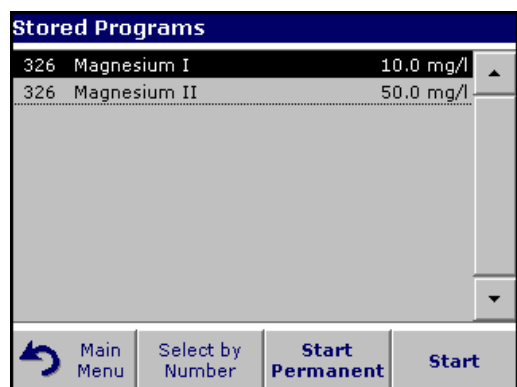 Stored Programs
326 Magnesium I 10.0 mg/l
326 Magnesium II 50.0 mg/l
Main Menu
Select by Number
Start Permanent
Start